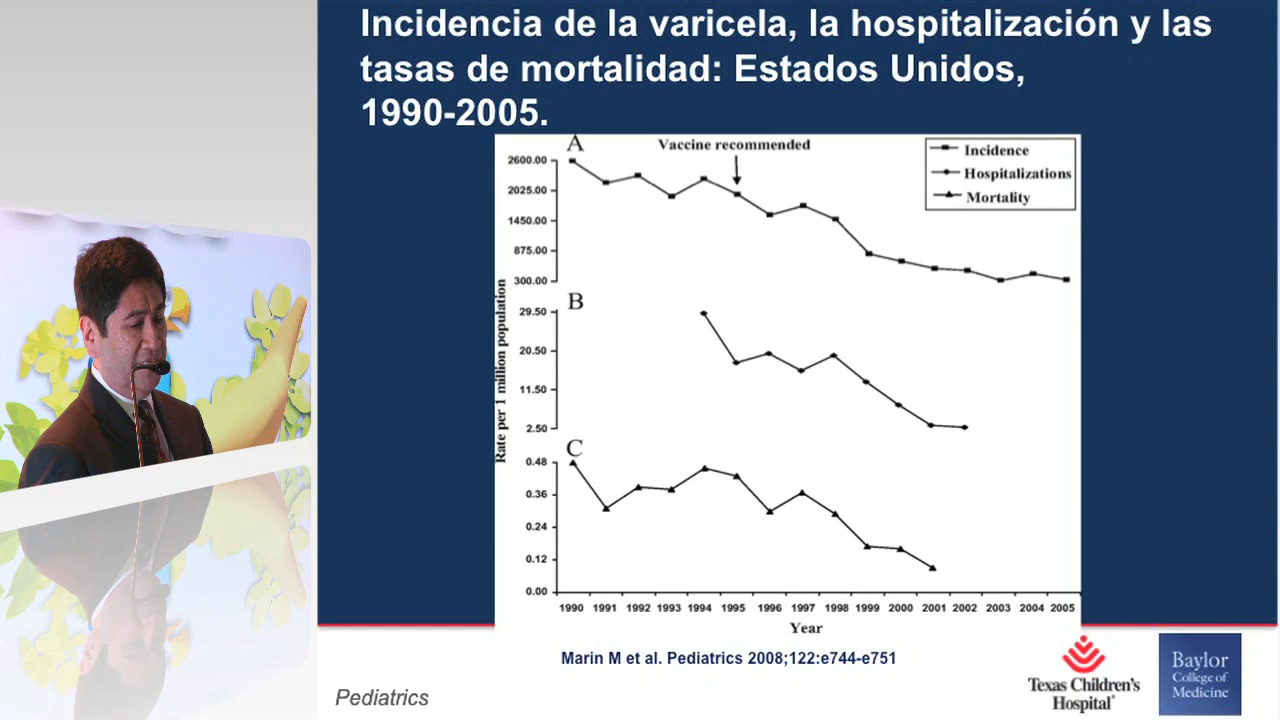 Incidencia de la varicela, la hospitalización y las
tasas de mortalidad: Estados Unidos,
1990-2005.
A
Vaccine recommended
Incidence
Hospitalizations
Mortality
2600.00
2025.00
1450.00
875.00
300.00
B
29.50
20.50
11.50
2.50
Rate per 1 million population
C
0.48
0.36
0.24
0.12
0.00
1990 1991 1992 1993 1994 1995 1996 1997 1998 1999 2000 2001 2002 2003 2004 2005
Year
Marin M et al. Pediatrics 2008;122:e744-e751
Pediatrics
Texas Children's
Hospital
Baylor
College of
Medicine